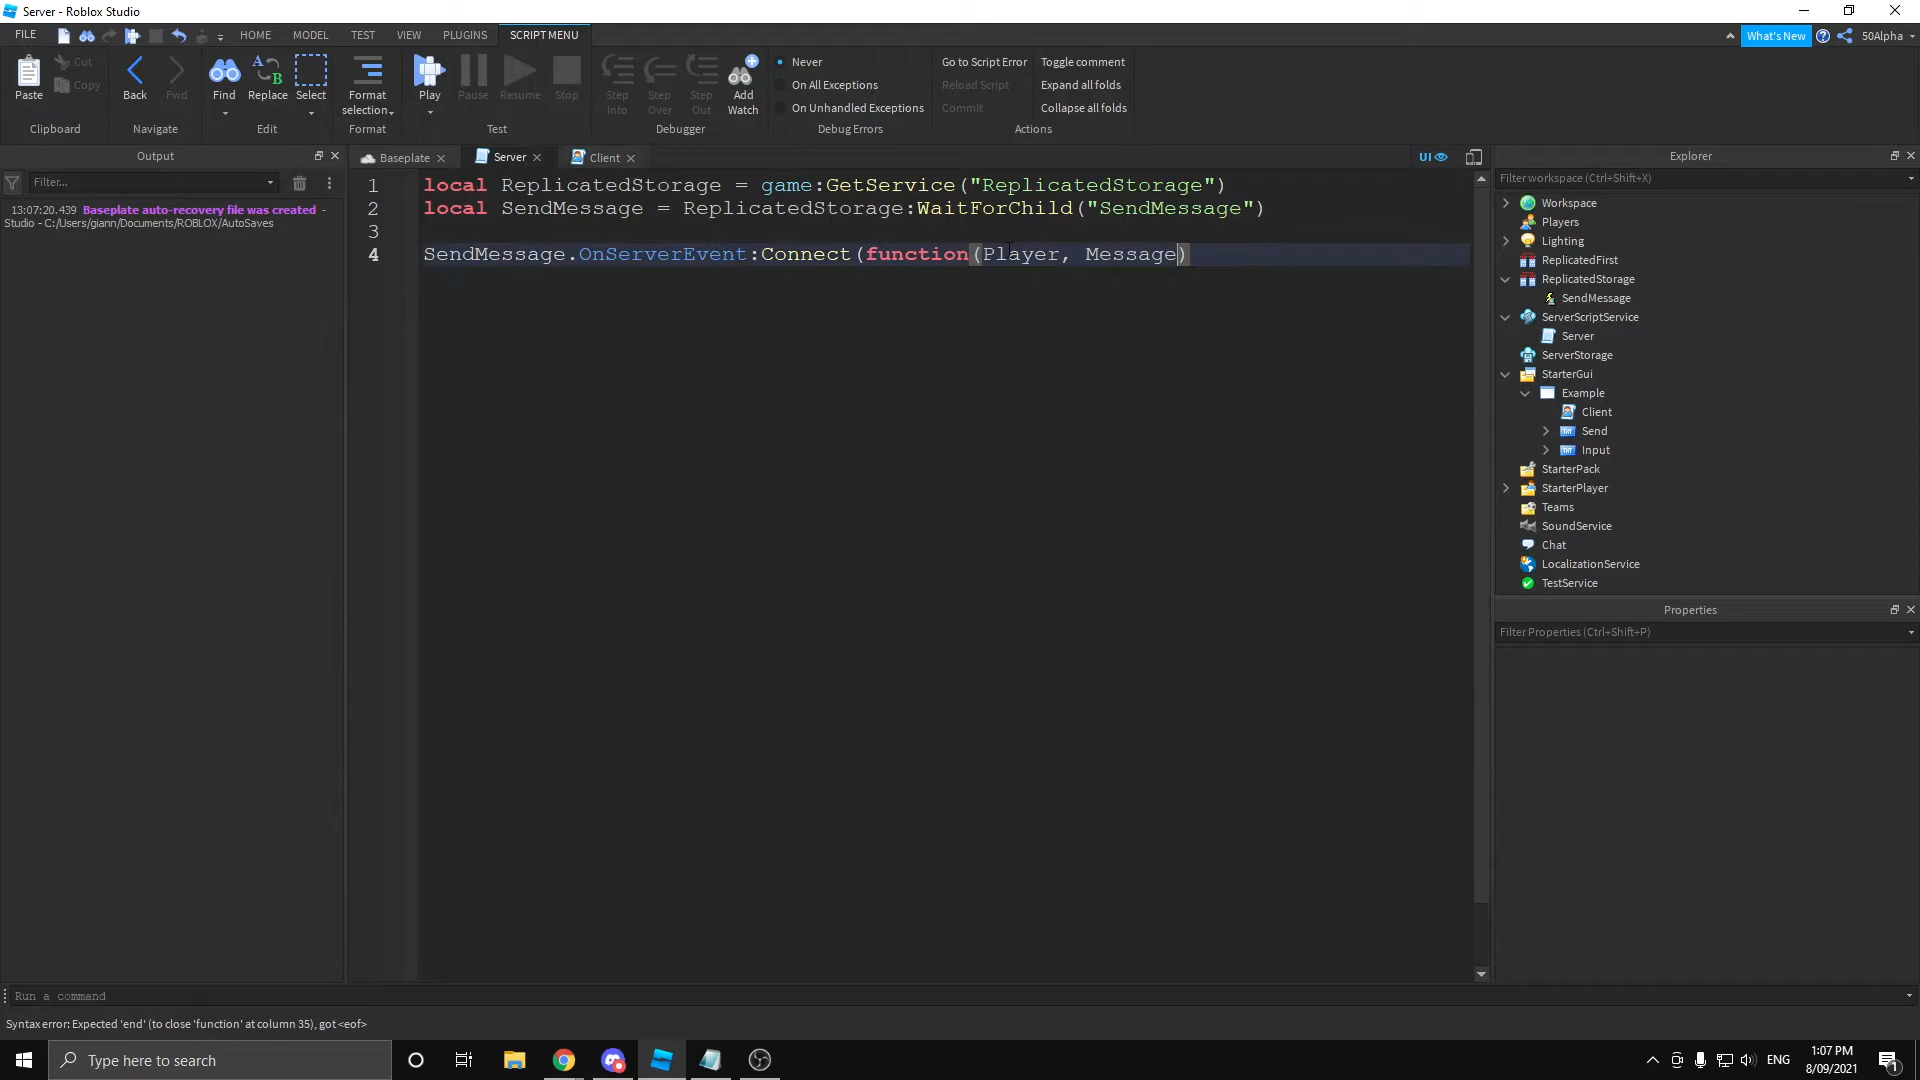 Server - Roblox Studio
FILE HOME MODEL TEST VIEW PLUGINS SCRIPT MENU What's New 50Alpha
Paste Cut Copy Back Fwd Find Replace Select Format selection Play Pause Resume Stop Step Into Step Over Step Out Add Watch
Never Go to Script Error Toggle comment
On All Exceptions Reload Script Expand all folds
On Unhandled Exceptions Commit Collapse all folds
Clipboard Navigate Edit Format Test Debugger Debug Errors Actions
Output Baseplate Server Client UI Explorer
Filter...
13:07:20.439 Baseplate auto-recovery file was created -
Studio - C:/Users/giann/Documents/ROBLOX/AutoSaves
1 local ReplicatedStorage = game:GetService("ReplicatedStorage")
2 local SendMessage = ReplicatedStorage:WaitForChild("SendMessage")
3
4 SendMessage.OnServerEvent:Connect(function(Player, Message)
Filter workspace (Ctrl+Shift+X)
Workspace
Players
Lighting
ReplicatedFirst
ReplicatedStorage
SendMessage
ServerScriptService
Server
ServerStorage
StarterGui
Example
Client
Send
Input
StarterPack
StarterPlayer
Teams
SoundService
Chat
LocalizationService
TestService
Properties
Filter Properties (Ctrl+Shift+P)
Run a command
Syntax error: Expected 'end' (to close 'function' at column 35), got <eof>
Type here to search
ENG
1:07 PM
8/09/2021
1